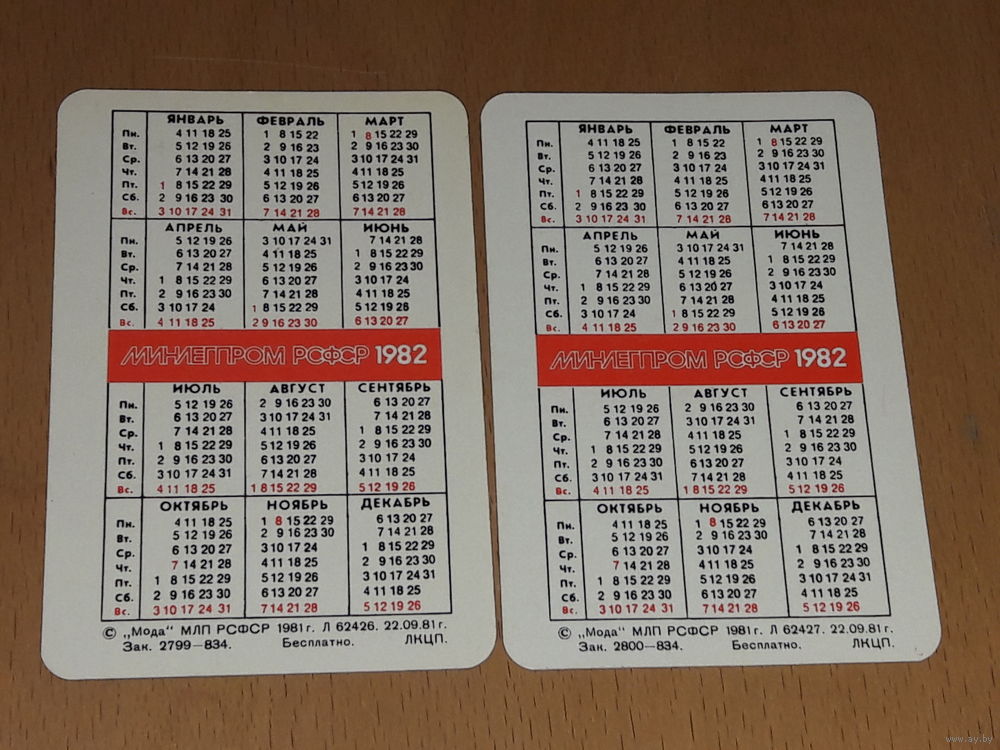 ЯНВАРЬ ФЕВРАЛЬ МАРТ
Пн. 4 11 18 25 1 8 15 22 1 8 15 22 29
Вт. 5 12 19 26 2 9 16 23 2 9 16 23 30
Ср. 6 13 20 27 3 10 17 24 3 10 17 24 31
Чт. 7 14 21 28 4 11 18 25 4 11 18 25
Пт. 1 8 15 22 29 5 12 19 26 5 12 19 26
Сб. 2 9 16 23 30 6 13 20 27 6 13 20 27
Вс. 3 10 17 24 31 7 14 21 28 7 14 21 28
АПРЕЛЬ МАЙ ИЮНЬ
Пн. 5 12 19 26 3 10 17 24 31 7 14 21 28
Вт. 6 13 20 27 4 11 18 25 1 8 15 22 29
Ср. 7 14 21 28 5 12 19 26 2 9 16 23 30
Чт. 1 8 15 22 29 6 13 20 27 3 10 17 24
Пт. 2 9 16 23 30 7 14 21 28 4 11 18 25
Сб. 3 10 17 24 1 8 15 22 29 5 12 19 26
Вс. 4 11 18 25 2 9 16 23 30 6 13 20 27
МИНЛЕГПРОМ РСФСР 1982
ИЮЛЬ АВГУСТ СЕНТЯБРЬ
Пн. 5 12 19 26 2 9 16 23 30 6 13 20 27
Вт. 6 13 20 27 3 10 17 24 31 7 14 21 28
Ср. 7 14 21 28 4 11 18 25 1 8 15 22 29
Чт. 1 8 15 22 29 5 12 19 26 2 9 16 23 30
Пт. 2 9 16 23 30 6 13 20 27 3 10 17 24
Сб. 3 10 17 24 31 7 14 21 28 4 11 18 25
Вс. 4 11 18 25 1 8 15 22 29 5 12 19 26
ОКТЯБРЬ НОЯБРЬ ДЕКАБРЬ
Пн. 4 11 18 25 1 8 15 22 29 6 13 20 27
Вт. 5 12 19 26 2 9 16 23 30 7 14 21 28
Ср. 6 13 20 27 3 10 17 24 1 8 15 22 29
Чт. 7 14 21 28 4 11 18 25 2 9 16 23 30
Пт. 1 8 15 22 29 5 12 19 26 3 10 17 24 31
Сб. 2 9 16 23 30 6 13 20 27 4 11 18 25
Вс. 3 10 17 24 31 7 14 21 28 5 12 19 26
© „Мода" МЛП РСФСР 1981 г. Л 62426. 22.09.81 г.
Зак. 2799—834. Бесплатно. ЛКЦП.
ЯНВАРЬ ФЕВРАЛЬ МАРТ
Пн. 4 11 18 25 1 8 15 22 1 8 15 22 29
Вт. 5 12 19 26 2 9 16 23 2 9 16 23 30
Ср. 6 13 20 27 3 10 17 24 3 10 17 24 31
Чт. 7 14 21 28 4 11 18 25 4 11 18 25
Пт. 1 8 15 22 29 5 12 19 26 5 12 19 26
Сб. 2 9 16 23 30 6 13 20 27 6 13 20 27
Вс. 3 10 17 24 31 7 14 21 28 7 14 21 28
АПРЕЛЬ МАЙ ИЮНЬ
Пн. 5 12 19 26 3 10 17 24 31 7 14 21 28
Вт. 6 13 20 27 4 11 18 25 1 8 15 22 29
Ср. 7 14 21 28 5 12 19 26 2 9 16 23 30
Чт. 1 8 15 22 29 6 13 20 27 3 10 17 24
Пт. 2 9 16 23 30 7 14 21 28 4 11 18 25
Сб. 3 10 17 24 1 8 15 22 29 5 12 19 26
Вс. 4 11 18 25 2 9 16 23 30 6 13 20 27
МИНЛЕГПРОМ РСФСР 1982
ИЮЛЬ АВГУСТ СЕНТЯБРЬ
Пн. 5 12 19 26 2 9 16 23 30 6 13 20 27
Вт. 6 13 20 27 3 10 17 24 31 7 14 21 28
Ср. 7 14 21 28 4 11 18 25 1 8 15 22 29
Чт. 1 8 15 22 29 5 12 19 26 2 9 16 23 30
Пт. 2 9 16 23 30 6 13 20 27 3 10 17 24
Сб. 3 10 17 24 31 7 14 21 28 4 11 18 25
Вс. 4 11 18 25 1 8 15 22 29 5 12 19 26
ОКТЯБРЬ НОЯБРЬ ДЕКАБРЬ
Пн. 4 11 18 25 1 8 15 22 29 6 13 20 27
Вт. 5 12 19 26 2 9 16 23 30 7 14 21 28
Ср. 6 13 20 27 3 10 17 24 1 8 15 22 29
Чт. 7 14 21 28 4 11 18 25 2 9 16 23 30
Пт. 1 8 15 22 29 5 12 19 26 3 10 17 24 31
Сб. 2 9 16 23 30 6 13 20 27 4 11 18 25
Вс. 3 10 17 24 31 7 14 21 28 5 12 19 26
© „Мода" МЛП РСФСР 1981 г. Л 62427. 22.09.81 г.
Зак. 2800—834. Бесплатно. ЛКЦП.
www.ay.by